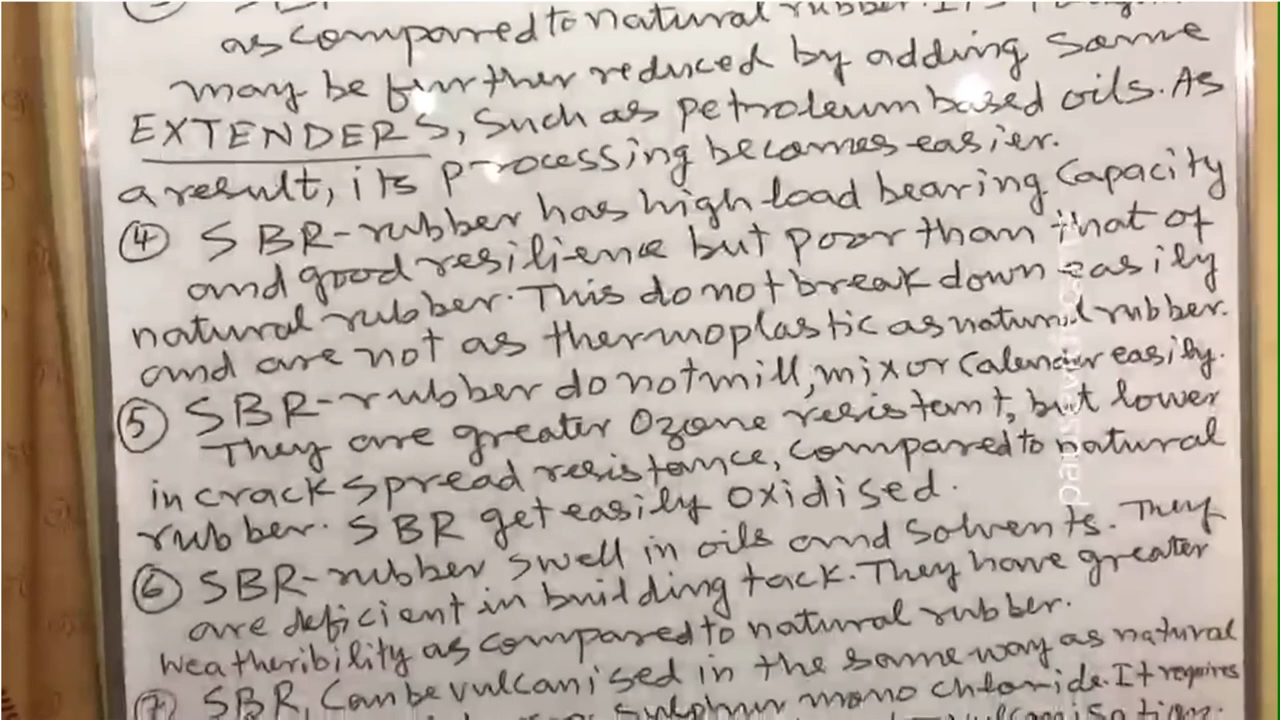 as compared to natural rubber. It's
may be further reduced by adding some
EXTENDERS, such as petroleum based oils. As
a result, its processing becomes easier.
④ SBR-rubber has high load bearing capacity
and good resilience but poor than that of
natural rubber. This do not break down easily
and are not as thermoplastic as natural rubber.
⑤ SBR-rubber do not mill, mix or calender easily.
They are greater Ozone resistant, but lower
in crack spread resistance, compared to natural
rubber. SBR get easily oxidised.
⑥ SBR-rubber swell in oils and solvents. They
are deficient in building tack. They have greater
weatheribility as compared to natural rubber.
⑦ SBR, Can be vulcanised in the same way as natural
sulphur mono chloride. It requires